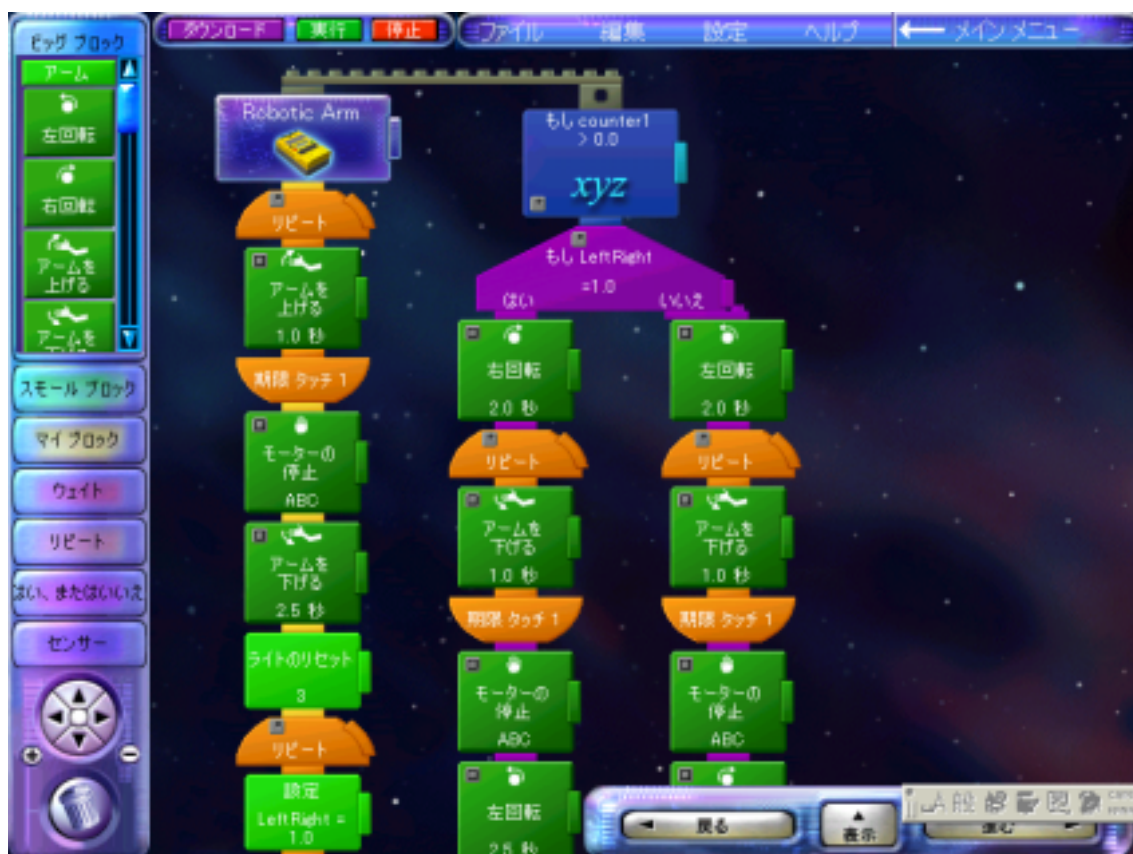 ダウンロード 実行 停止 ファイル 編集 設定 ヘルプ メイン メニュー
ビッグ ブロック
アーム
左回転
右回転
アームを
上げる
アームを
スモール ブロック
マイ ブロック
ウェイト
リピート
はい、またはいいえ
センサー
Robotic Arm
リピート
アームを
上げる
1.0 秒
期限 タッチ 1
モーターの
停止
ABC
アームを
下げる
2.5 秒
ライトのリセット
3
リピート
設定
LeftRight =
1.0
もし counter1
> 0.0
xyz
もし LeftRight
=1.0
はい いいえ
右回転
2.0 秒
リピート
アームを
下げる
1.0 秒
期限 タッチ 1
モーターの
停止
ABC
左回転
2.5 秒
左回転
2.0 秒
リピート
アームを
下げる
1.0 秒
期限 タッチ 1
モーターの
停止
ABC
戻る
表示
A 般